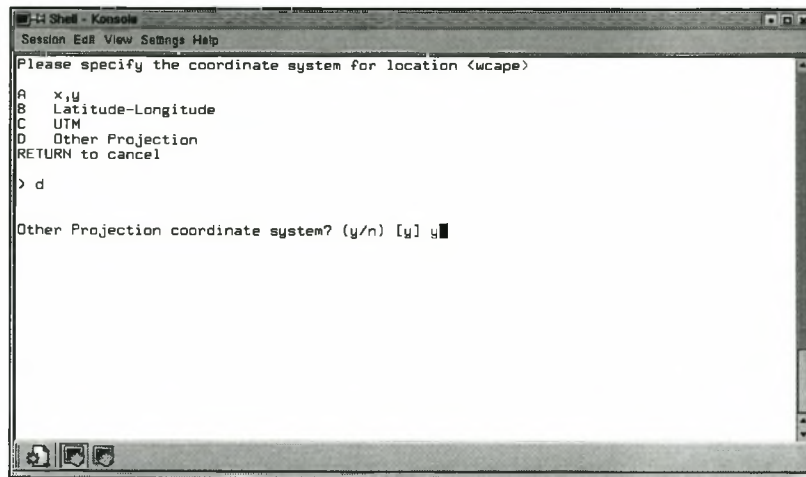 Shell - Konsole
Session Edit View Settings Help
Please specify the coordinate system for location <wcape>
A x,y
B Latitude-Longitude
C UTM
D Other Projection
RETURN to cancel
> d
Other Projection coordinate system? (y/n) [y] y